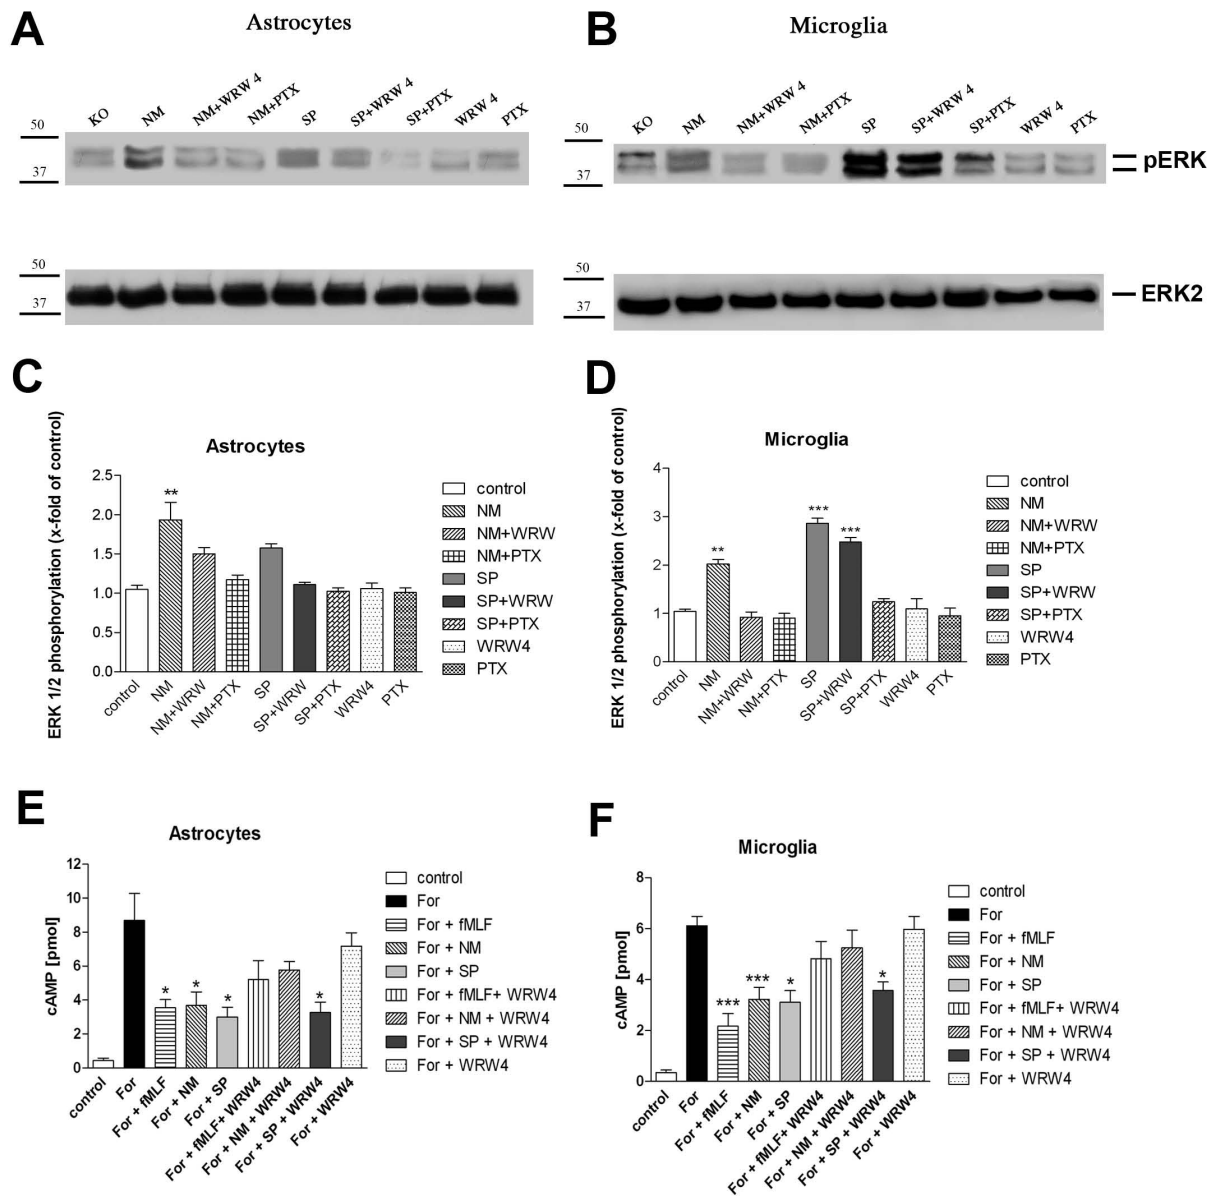 A
Astrocytes
KO NM NM+WRW 4 NM+PTX SP SP+WRW 4 SP+PTX WRW 4 PTX
50
37
50
37
B
Microglia
KO NM NM+WRW 4 NM+PTX SP SP+WRW 4 SP+PTX WRW 4 PTX
50
37
pERK
50
37
ERK2
C
Astrocytes
ERK 1/2 phosphorylation (x-fold of control)
2.5
2.0
1.5
1.0
0.5
0.0
**
control NM NM+WRW NM+PTX SP SP+WRW SP+PTX WRW4 PTX
control
NM
NM+WRW
NM+PTX
SP
SP+WRW
SP+PTX
WRW4
PTX
D
Microglia
ERK 1/2 phosphorylation (x-fold of control)
4
3
2
1
0
** *** ***
control NM NM+WRW NM+PTX SP SP+WRW SP+PTX WRW4 PTX
control
NM
NM+WRW
NM+PTX
SP
SP+WRW
SP+PTX
WRW4
PTX
E
Astrocytes
cAMP [pmol]
12
10
8
6
4
2
0
* * * *
control For For + fMLF For + NM For + SP For + fMLF+ WRW4 For + NM + WRW4 For + SP + WRW4 For + WRW4
control
For
For + fMLF
For + NM
For + SP
For + fMLF+ WRW4
For + NM + WRW4
For + SP + WRW4
For + WRW4
F
Microglia
cAMP [pmol]
8
6
4
2
0
*** *** * *
control For For + fMLF For + NM For + SP For + fMLF+ WRW4 For + NM + WRW4 For + SP + WRW4 For + WRW4
control
For
For + fMLF
For + NM
For + SP
For + fMLF+ WRW4
For + NM + WRW4
For + SP + WRW4
For + WRW4